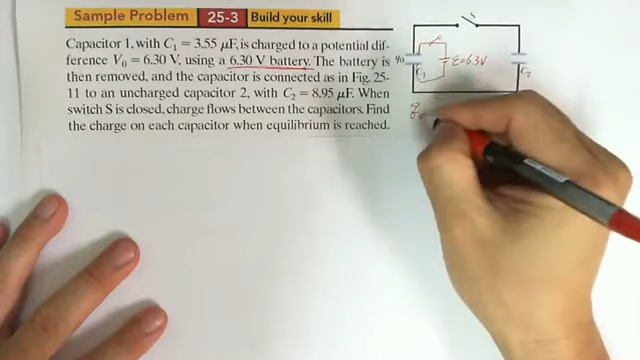 Sample Problem 25-3 Build your skill
Capacitor 1, with C₁ = 3.55 μF, is charged to a potential dif-
ference V₀ = 6.30 V, using a 6.30 V battery. The battery is
then removed, and the capacitor is connected as in Fig. 25-
11 to an uncharged capacitor 2, with C₂ = 8.95 μF. When
switch S is closed, charge flows between the capacitors. Find
the charge on each capacitor when equilibrium is reached.
S
q₀
C₁
ℰ=6.3V
C₂